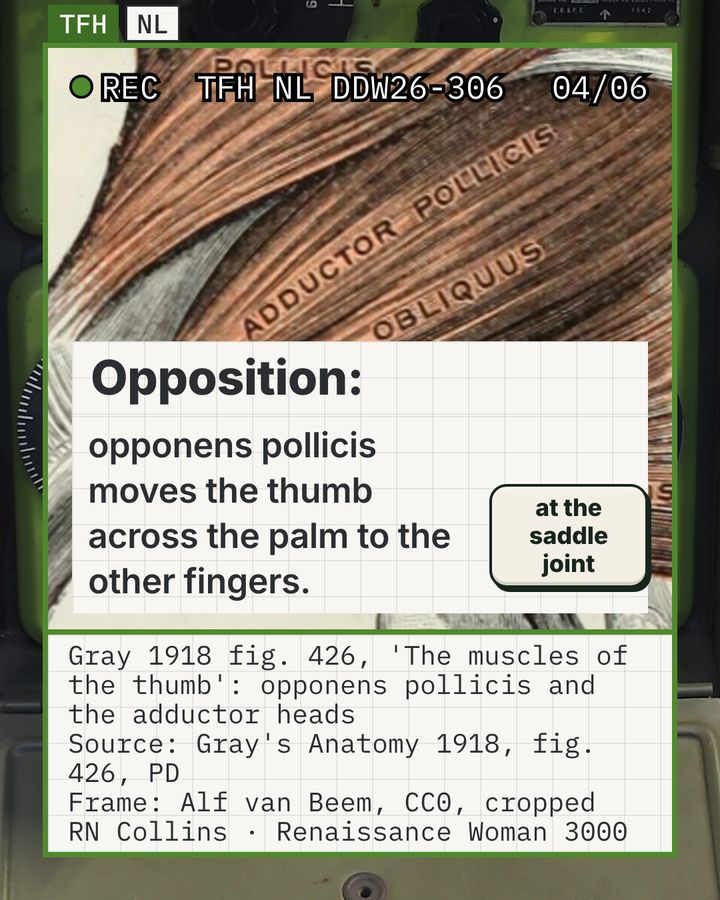 TFH NL
POLLICIS
REC TFH NL DDW26-306 04/06
ADDUCTOR POLLICIS
OBLIQUUS
Opposition:
opponens pollicis
moves the thumb
across the palm to the
other fingers.
at the
saddle
joint
Gray 1918 fig. 426, 'The muscles of
the thumb': opponens pollicis and
the adductor heads
Source: Gray's Anatomy 1918, fig.
426, PD
Frame: Alf van Beem, CC0, cropped
RN Collins · Renaissance Woman 3000